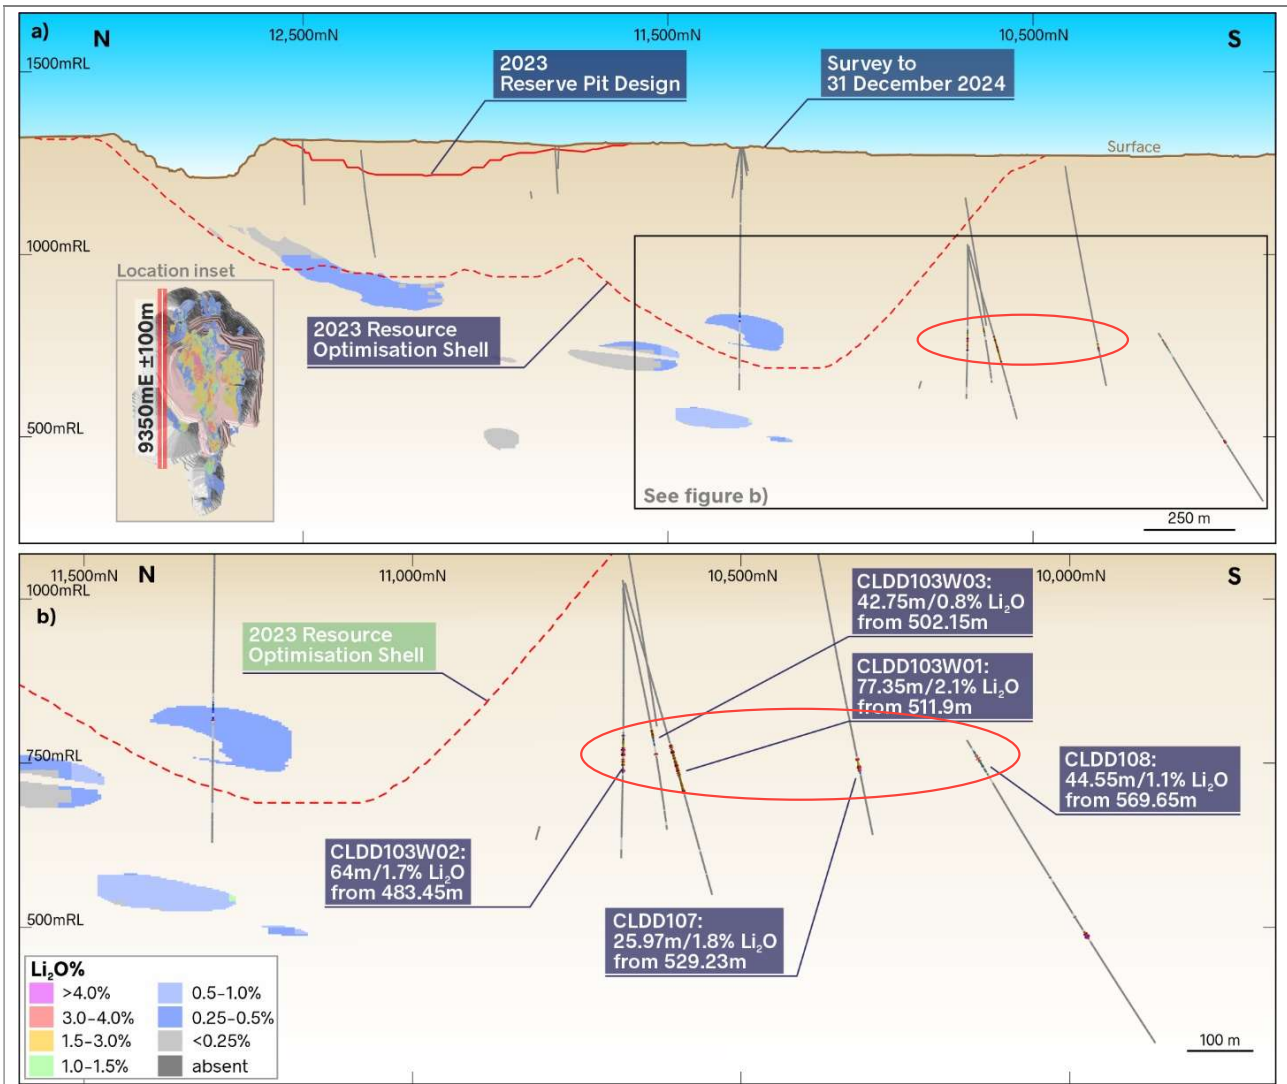 a)
N
12,500mN
11,500mN
10,500mN
S
1500mRL
2023
Reserve Pit Design
Survey to
31 December 2024
Surface
1000mRL
Location inset
9350mE ±100m
2023 Resource
Optimisation Shell
500mRL
See figure b)
250 m
11,500mN
N
11,000mN
10,500mN
10,000mN
S
1000mRL
b)
CLDD103W03:
42.75m/0.8% Li₂O
from 502.15m
2023 Resource
Optimisation Shell
CLDD103W01:
77.35m/2.1% Li₂O
from 511.9m
750mRL
CLDD108:
44.55m/1.1% Li₂O
from 569.65m
CLDD103W02:
64m/1.7% Li₂O
from 483.45m
CLDD107:
25.97m/1.8% Li₂O
from 529.23m
500mRL
Li₂O%
>4.0%
3.0–4.0%
1.5–3.0%
1.0–1.5%
0.5–1.0%
0.25–0.5%
<0.25%
absent
100 m